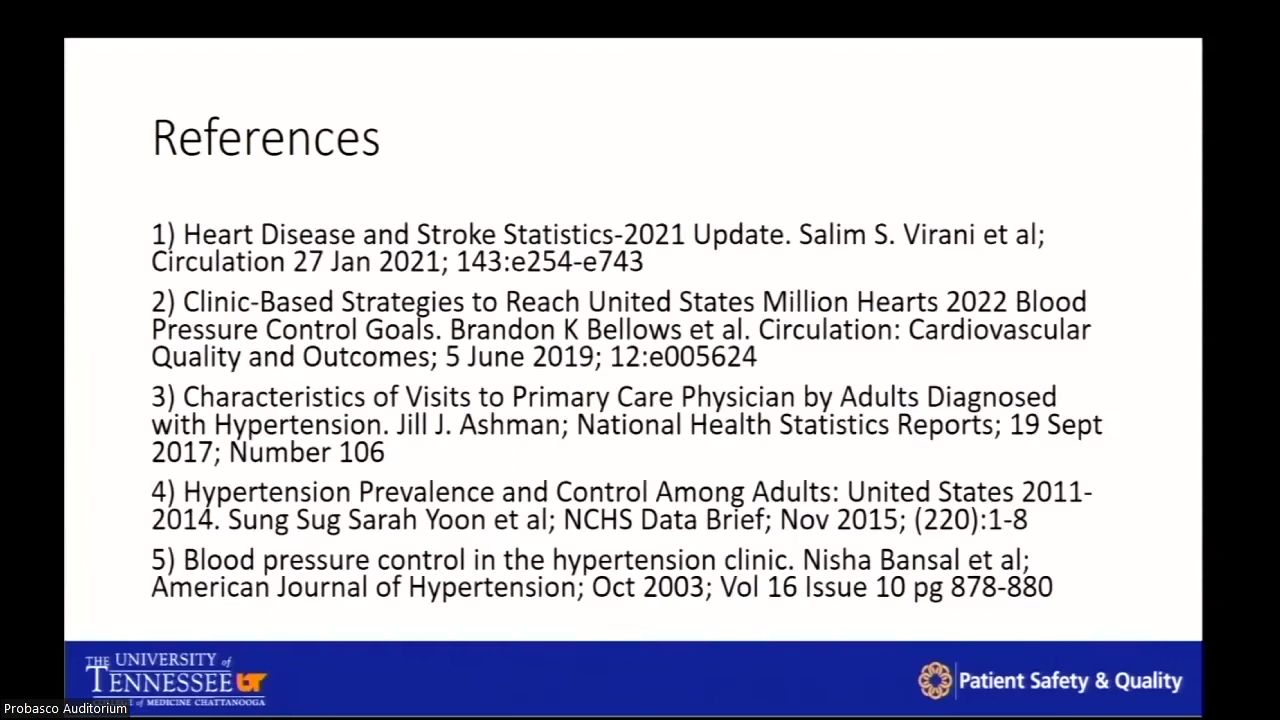 References
1) Heart Disease and Stroke Statistics-2021 Update. Salim S. Virani et al;
Circulation 27 Jan 2021; 143:e254-e743
2) Clinic-Based Strategies to Reach United States Million Hearts 2022 Blood
Pressure Control Goals. Brandon K Bellows et al. Circulation: Cardiovascular
Quality and Outcomes; 5 June 2019; 12:e005624
3) Characteristics of Visits to Primary Care Physician by Adults Diagnosed
with Hypertension. Jill J. Ashman; National Health Statistics Reports; 19 Sept
2017; Number 106
4) Hypertension Prevalence and Control Among Adults: United States 2011-
2014. Sung Sug Sarah Yoon et al; NCHS Data Brief; Nov 2015; (220):1-8
5) Blood pressure control in the hypertension clinic. Nisha Bansal et al;
American Journal of Hypertension; Oct 2003; Vol 16 Issue 10 pg 878-880
THE UNIVERSITY of
TENNESSEE UT
of MEDICINE CHATTANOOGA
Patient Safety & Quality
Probasco Auditorium